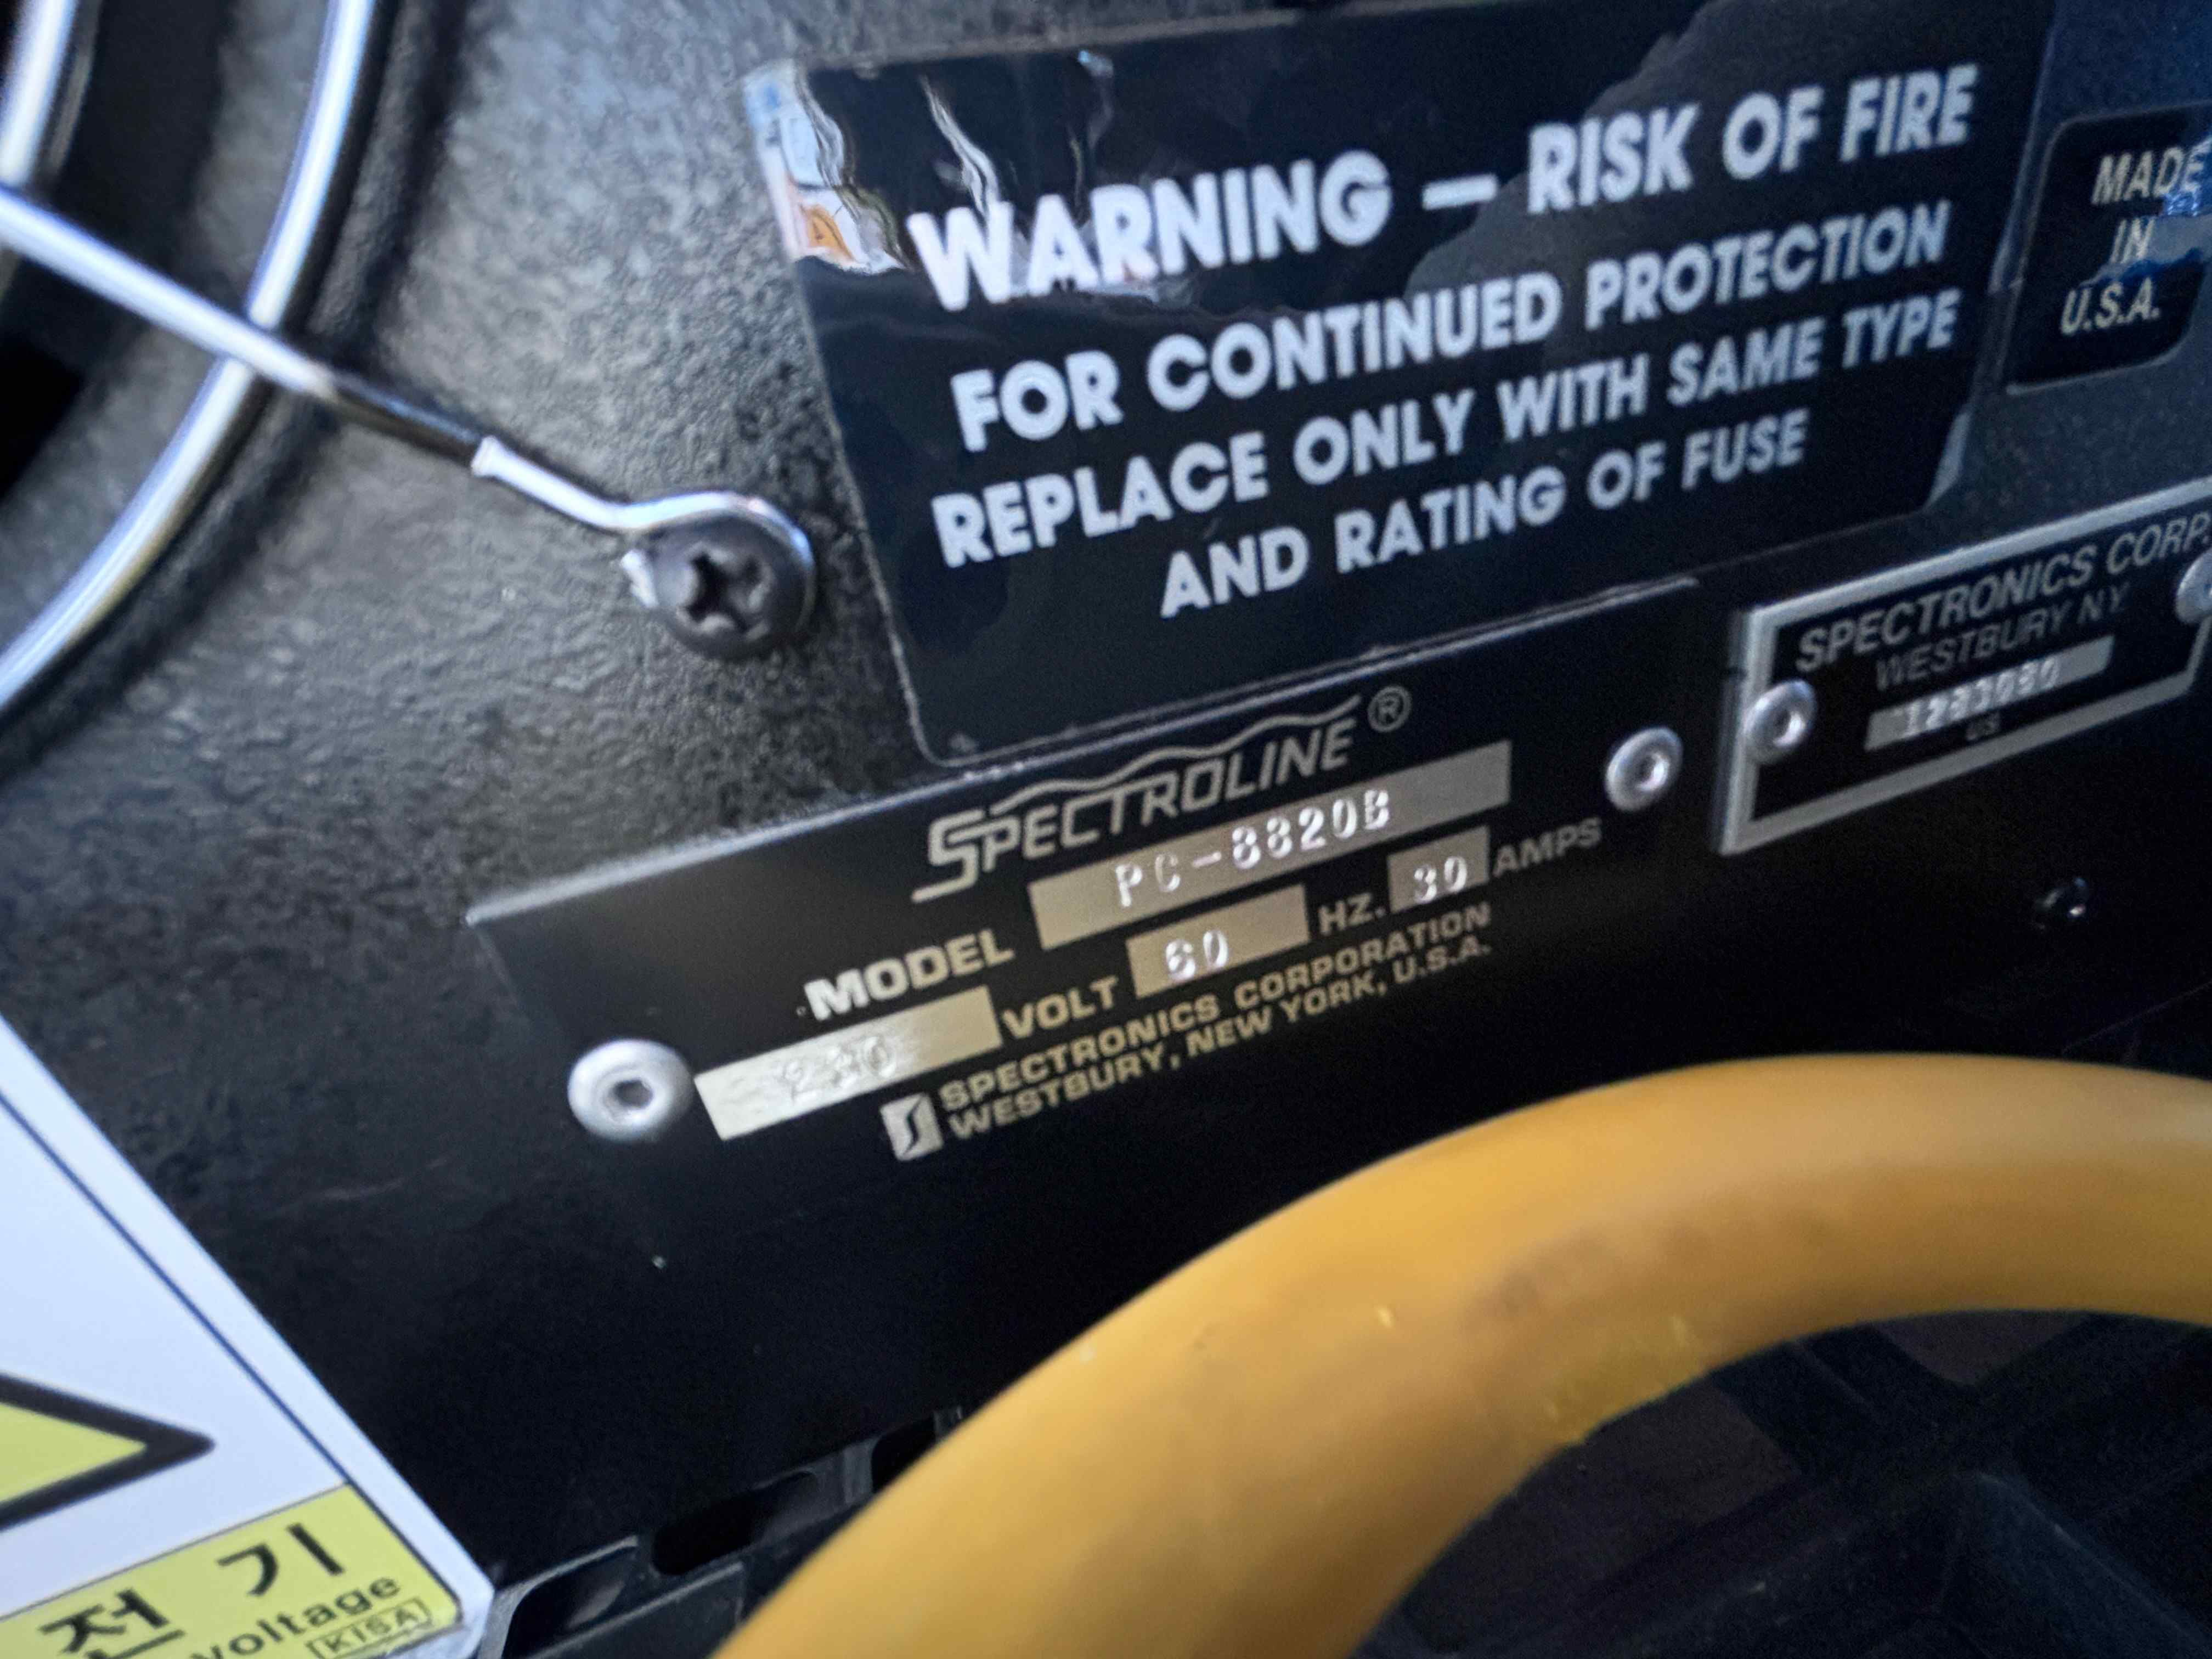 WARNING — RISK OF FIRE
FOR CONTINUED PROTECTION
REPLACE ONLY WITH SAME TYPE
AND RATING OF FUSE
MADE
IN
U.S.A.
SPECTRONICS CORP.
WESTBURY NY
SPECTROLINE®
MODEL PC-8820B
230 VOLT 60 HZ. 30 AMPS
SPECTRONICS CORPORATION
WESTBURY, NEW YORK, U.S.A.
전 기
voltage
KISA